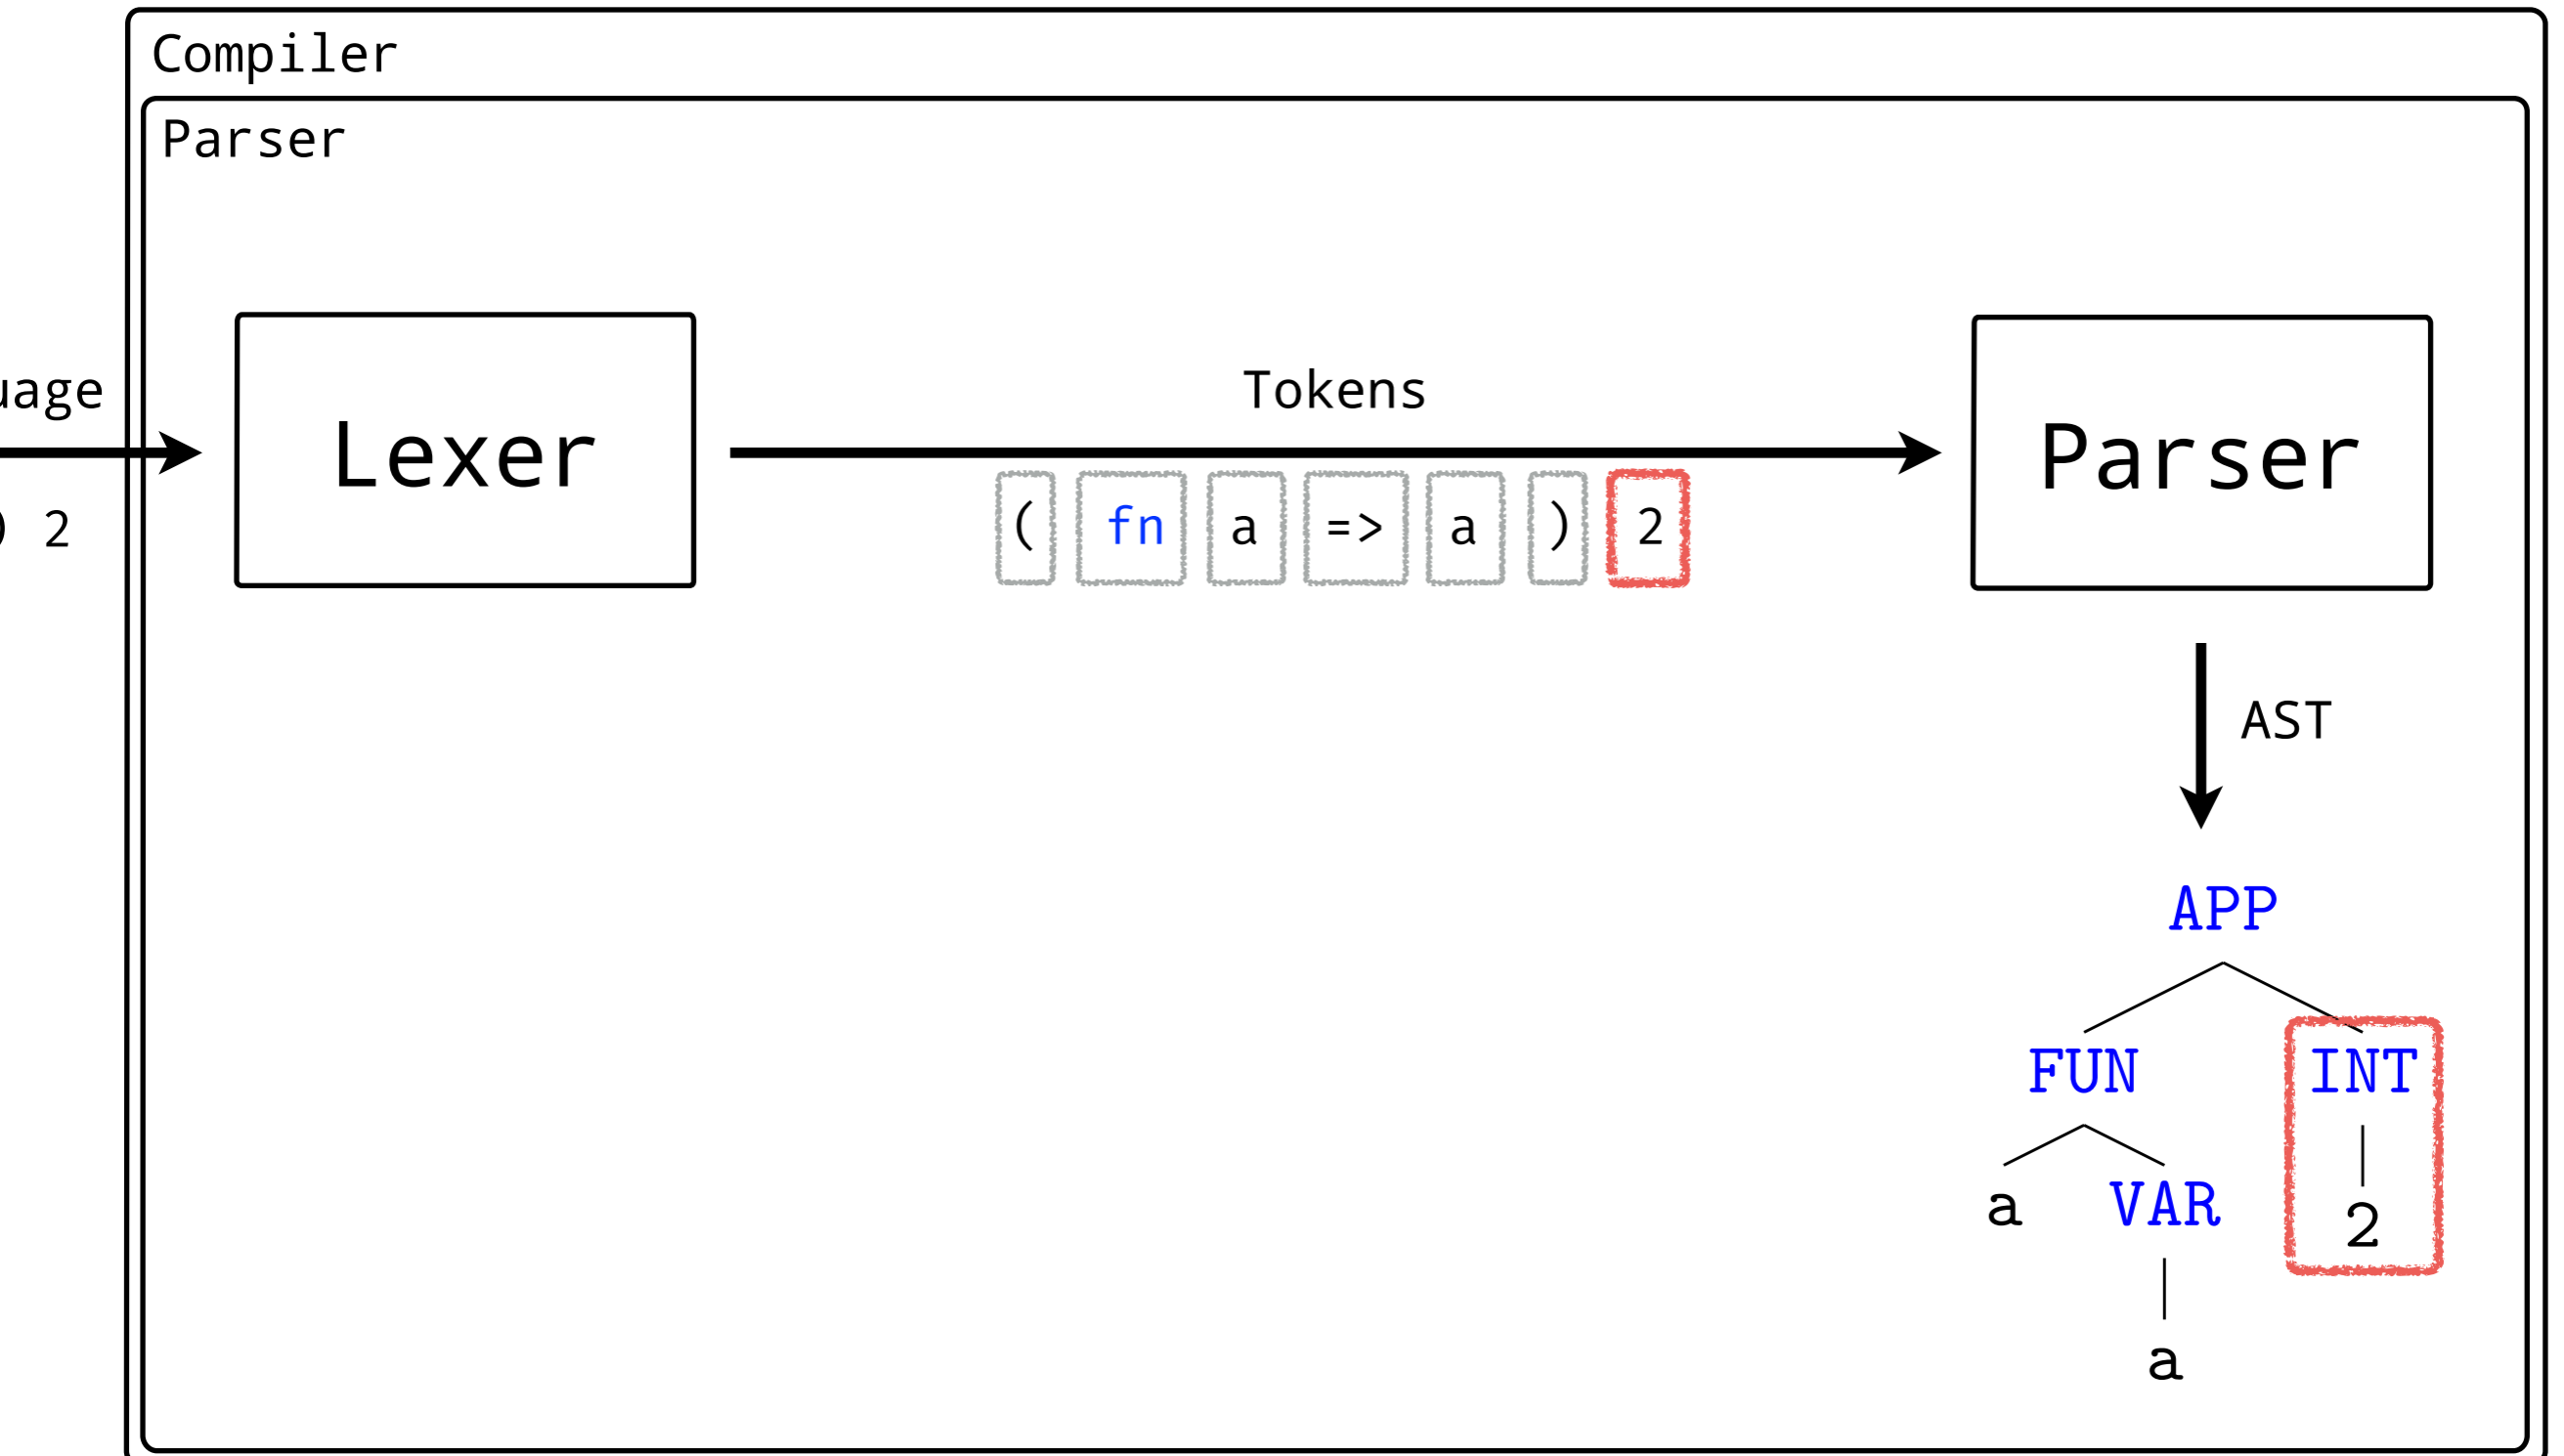 Compiler
Parser
uage
) 2
Lexer
Tokens
( fn a => a ) 2
Parser
AST
APP
FUN INT
a VAR 2
a